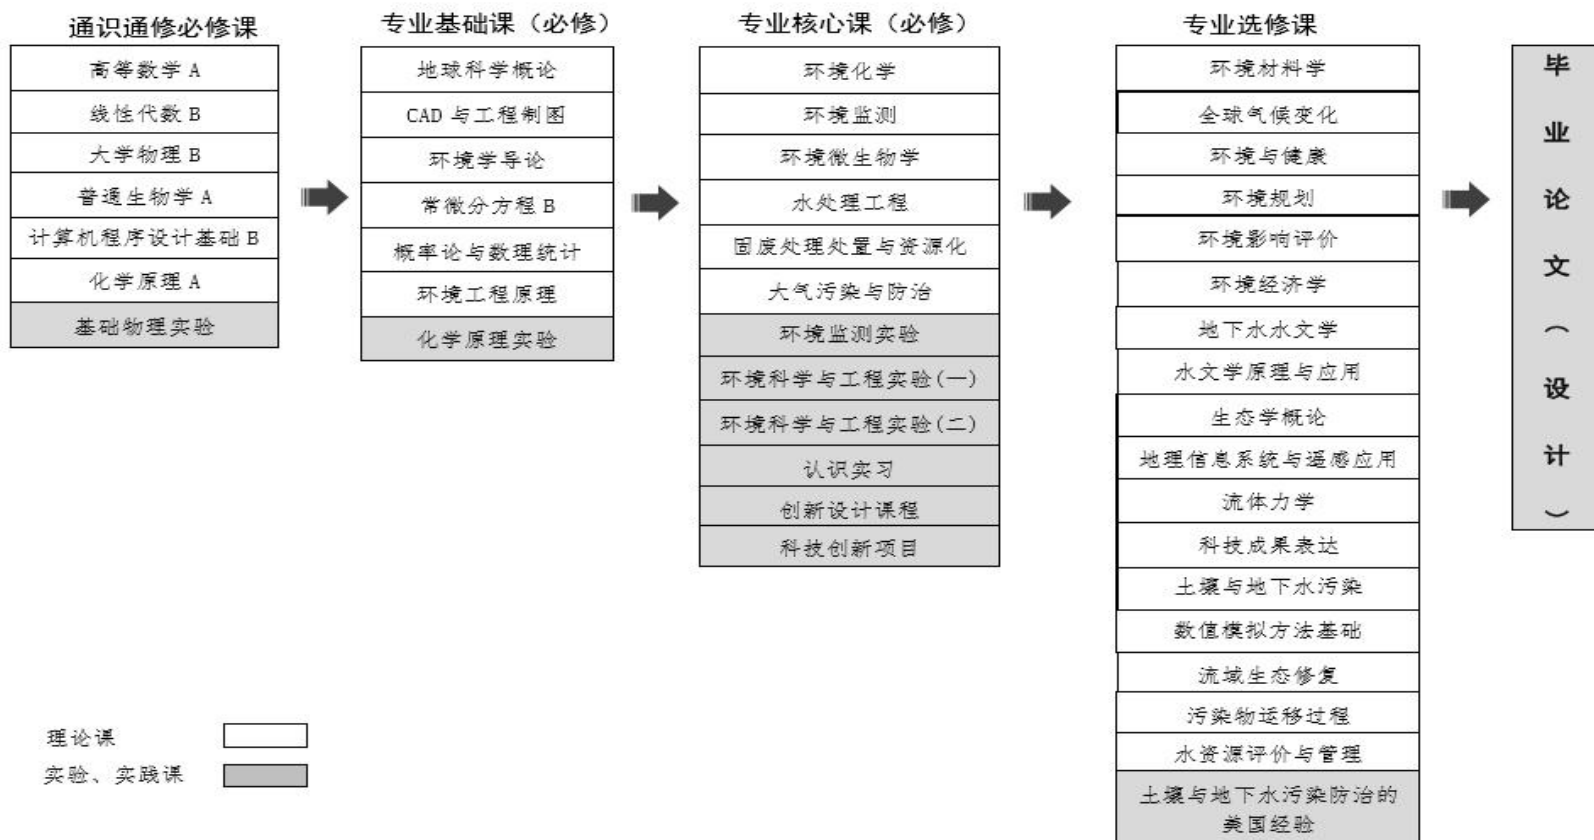 通识通修必修课
高等数学 A
线性代数 B
大学物理 B
普通生物学 A
计算机程序设计基础 B
化学原理 A
基础物理实验
专业基础课（必修）
地球科学概论
CAD 与工程制图
环境学导论
常微分方程 B
概率论与数理统计
环境工程原理
化学原理实验
专业核心课（必修）
环境化学
环境监测
环境微生物学
水处理工程
固废处理处置与资源化
大气污染与防治
环境监测实验
环境科学与工程实验(一)
环境科学与工程实验(二)
认识实习
创新设计课程
科技创新项目
专业选修课
环境材料学
全球气候变化
环境与健康
环境规划
环境影响评价
环境经济学
地下水水文学
水文学原理与应用
生态学概论
地理信息系统与遥感应用
流体力学
科技成果表达
土壤与地下水污染
数值模拟方法基础
流域生态修复
污染物运移过程
水资源评价与管理
土壤与地下水污染防治的
美国经验
毕业论文（设计）
理论课
实验、实践课